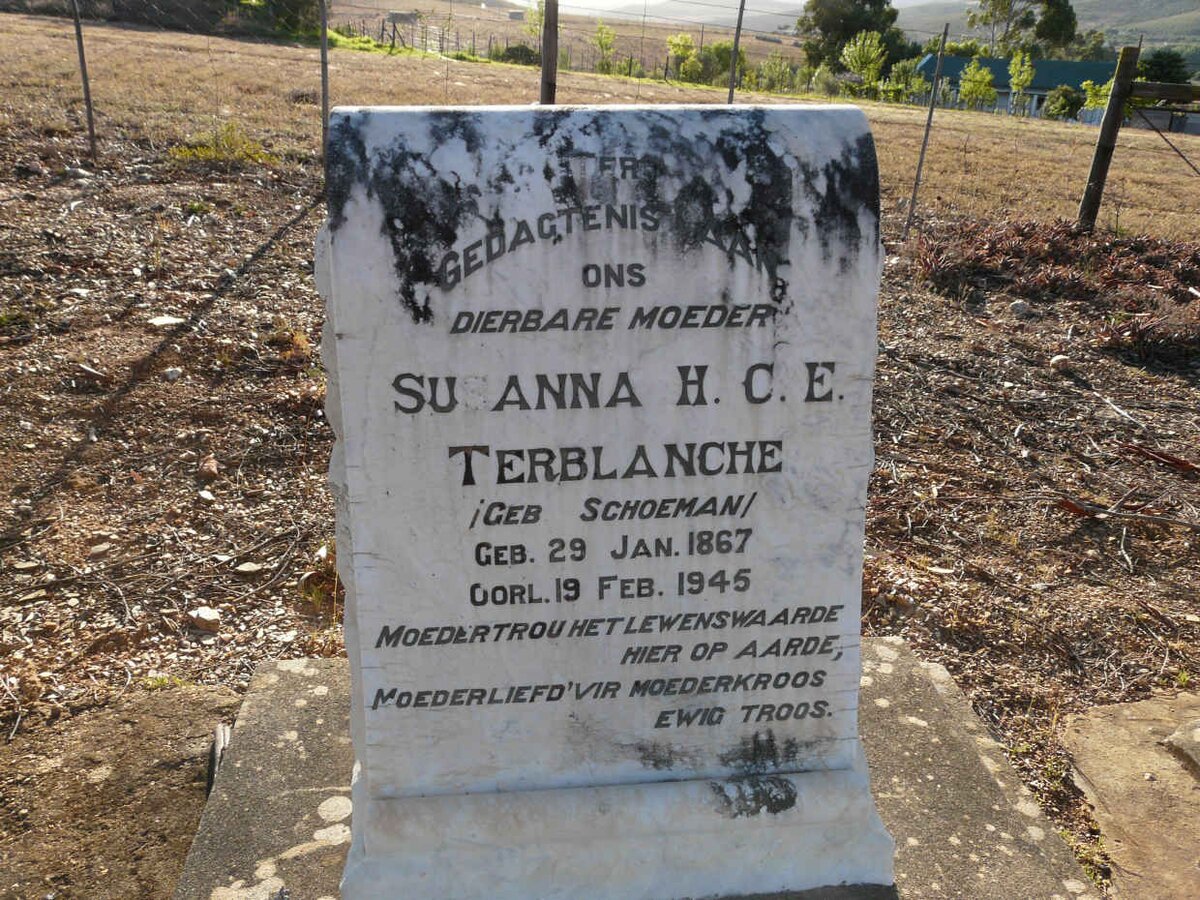 TER
GEDAGTENIS AAN
ONS
DIERBARE MOEDER
SUSANNA H. C. E.
TERBLANCHE
/GEB SCHOEMAN/
GEB. 29 JAN. 1867
OORL. 19 FEB. 1945
MOEDERTROU HET LEWENSWAARDE
HIER OP AARDE,
MOEDERLIEFD' VIR MOEDERKROOS
EWIG TROOS.